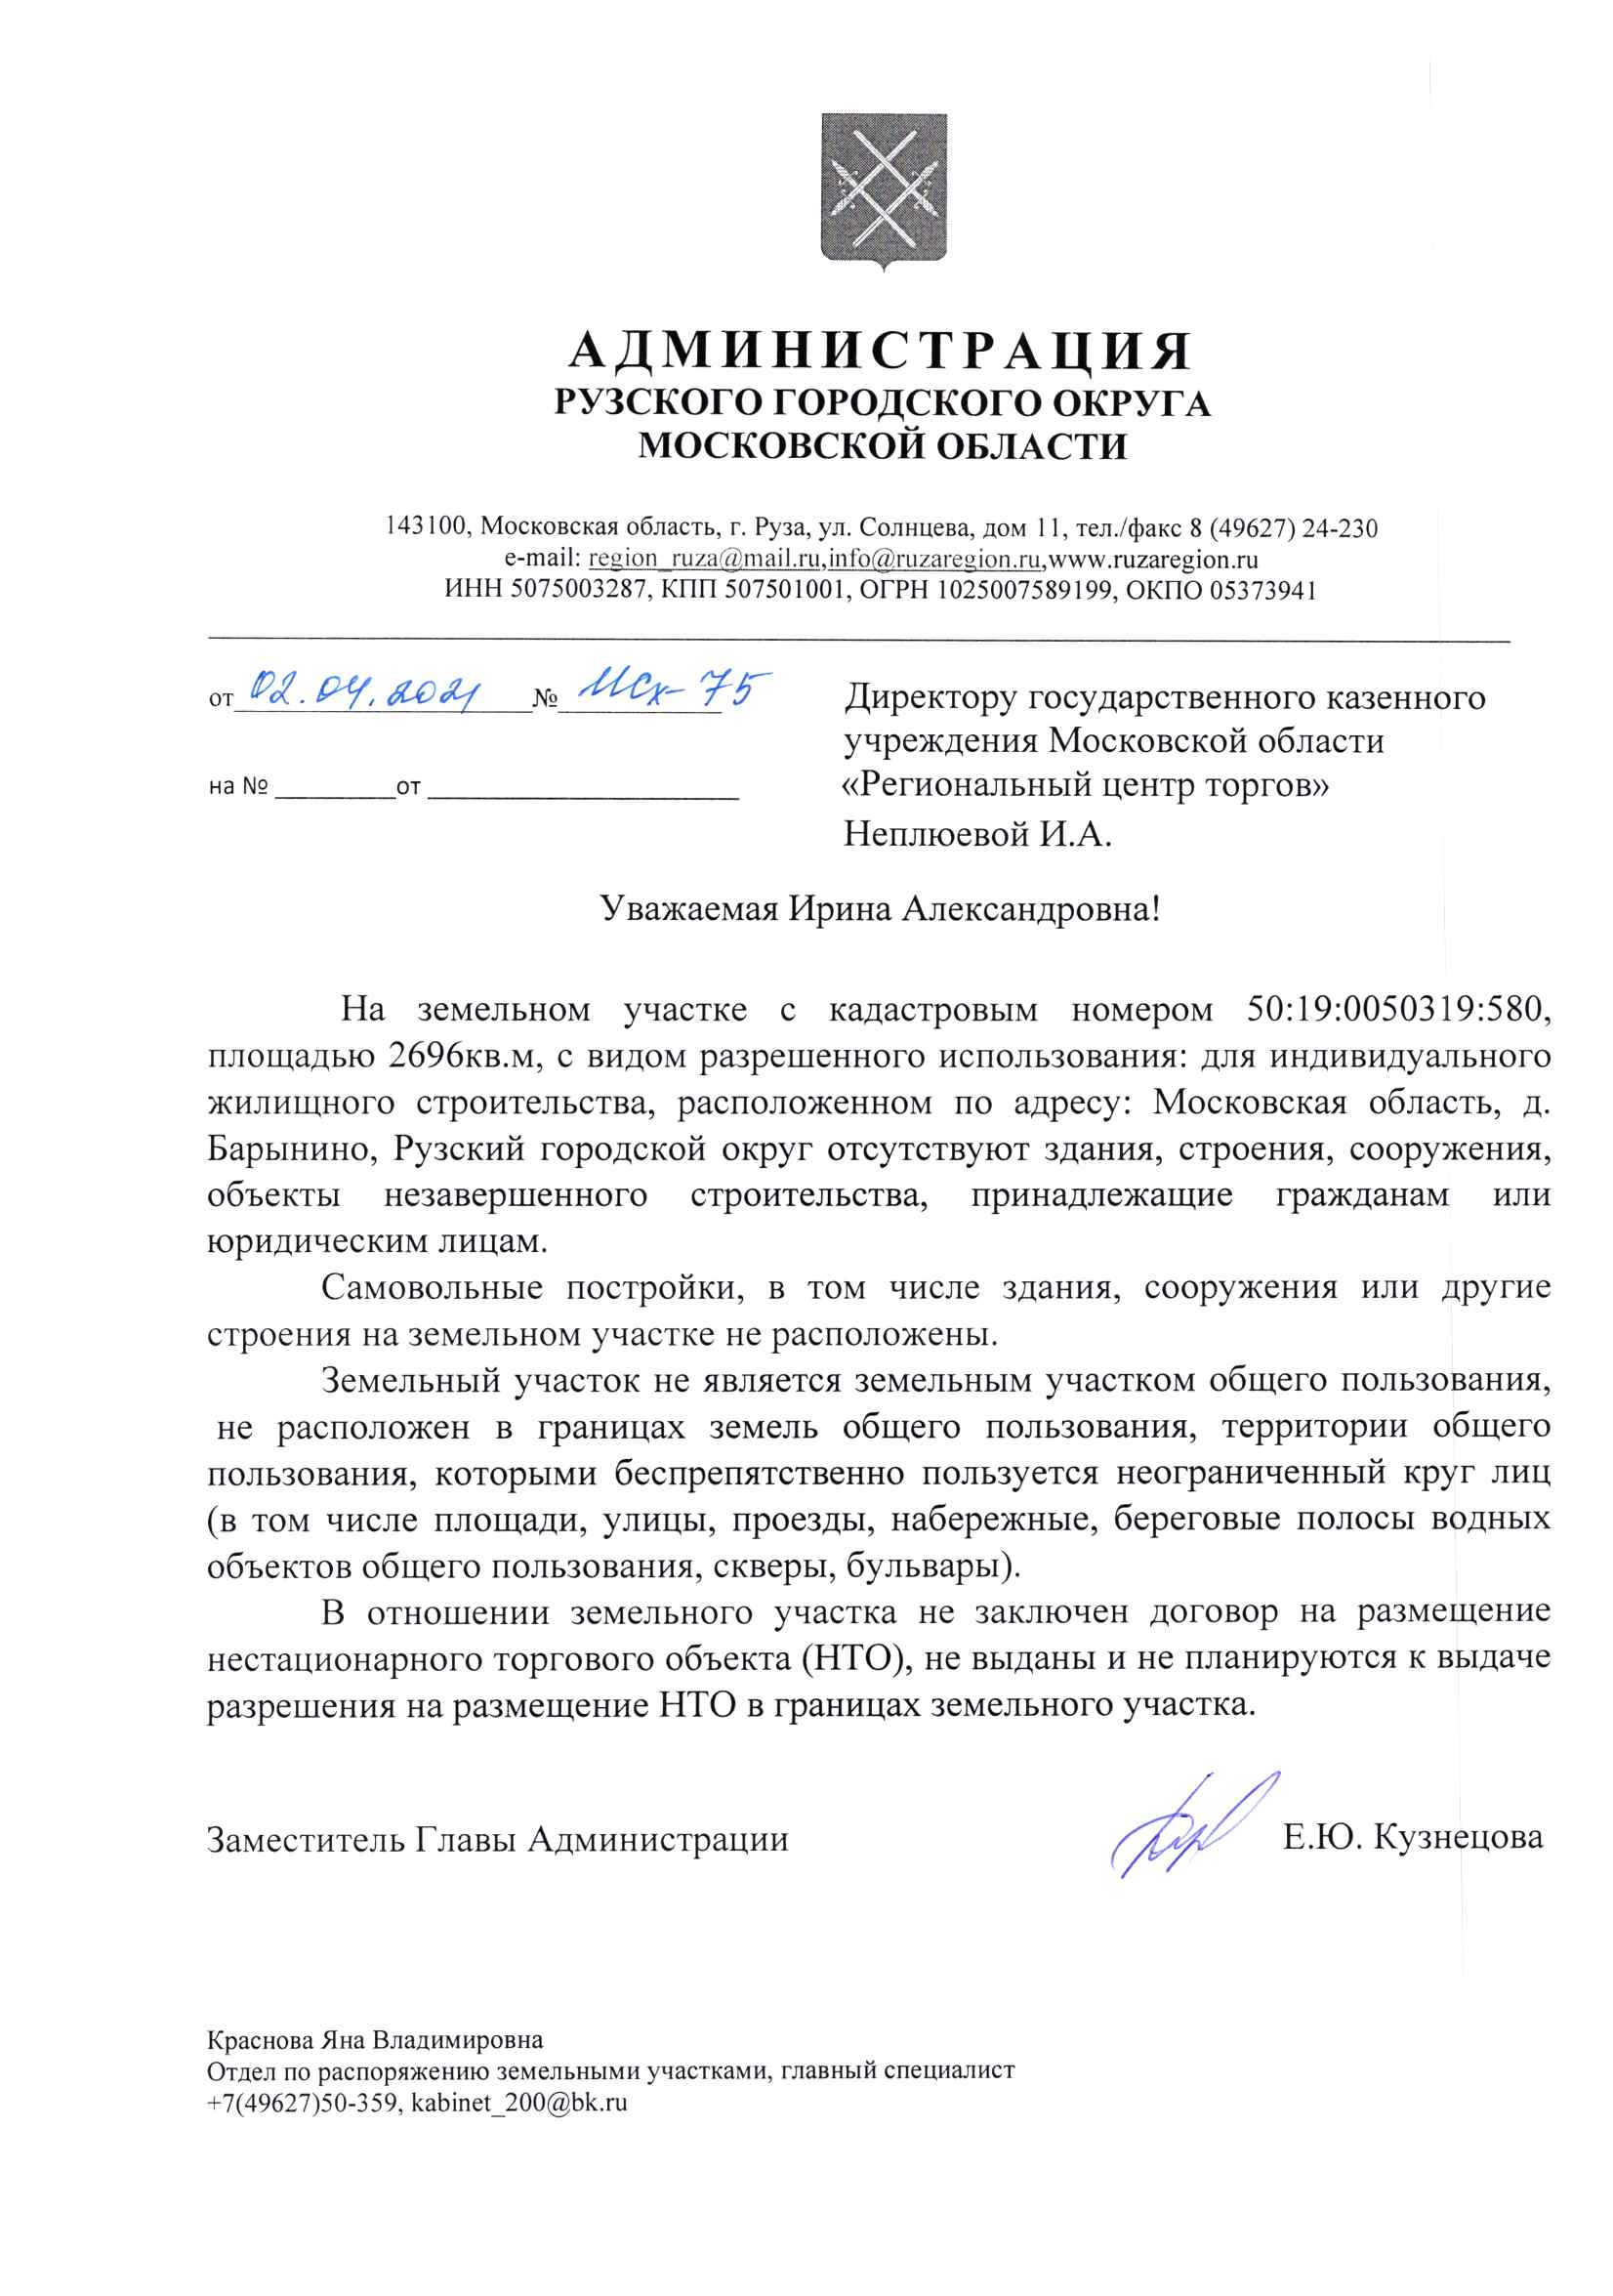 АДМИНИСТРАЦИЯ
РУЗСКОГО ГОРОДСКОГО ОКРУГА
МОСКОВСКОЙ ОБЛАСТИ
143100, Московская область, г. Руза, ул. Солнцева, дом 11, тел./факс 8 (49627) 24-230
e-mail: region_ruza@mail.ru,info@ruzaregion.ru,www.ruzaregion.ru
ИНН 5075003287, КПП 507501001, ОГРН 1025007589199, ОКПО 05373941
от 02.04.2021 № Исх-75
на № _________от _______________________
Директору государственного казенного
учреждения Московской области
«Региональный центр торгов»
Неплюевой И.А.
Уважаемая Ирина Александровна!
На земельном участке с кадастровым номером 50:19:0050319:580,
площадью 2696кв.м, с видом разрешенного использования: для индивидуального
жилищного строительства, расположенном по адресу: Московская область, д.
Барынино, Рузский городской округ отсутствуют здания, строения, сооружения,
объекты незавершенного строительства, принадлежащие гражданам или
юридическим лицам.
Самовольные постройки, в том числе здания, сооружения или другие
строения на земельном участке не расположены.
Земельный участок не является земельным участком общего пользования,
не расположен в границах земель общего пользования, территории общего
пользования, которыми беспрепятственно пользуется неограниченный круг лиц
(в том числе площади, улицы, проезды, набережные, береговые полосы водных
объектов общего пользования, скверы, бульвары).
В отношении земельного участка не заключен договор на размещение
нестационарного торгового объекта (НТО), не выданы и не планируются к выдаче
разрешения на размещение НТО в границах земельного участка.
Заместитель Главы Администрации Е.Ю. Кузнецова
Краснова Яна Владимировна
Отдел по распоряжению земельными участками, главный специалист
+7(49627)50-359, kabinet_200@bk.ru